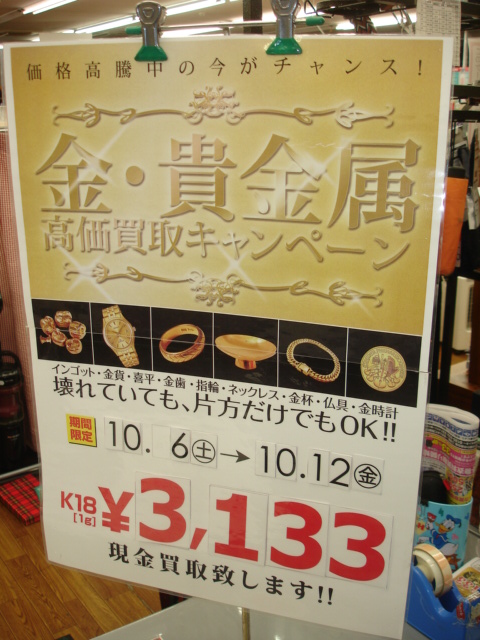 価格高騰中の今がチャンス！
金・貴金属
高価買取キャンペーン
インゴット・金貨・喜平・金歯・指輪・ネックレス・金杯・仏具・金時計
壊れていても、片方だけでもOK!!
期間限定
10. 6㊏→10.12㊎
K18 [1g] ¥3,133
現金買取致します!!